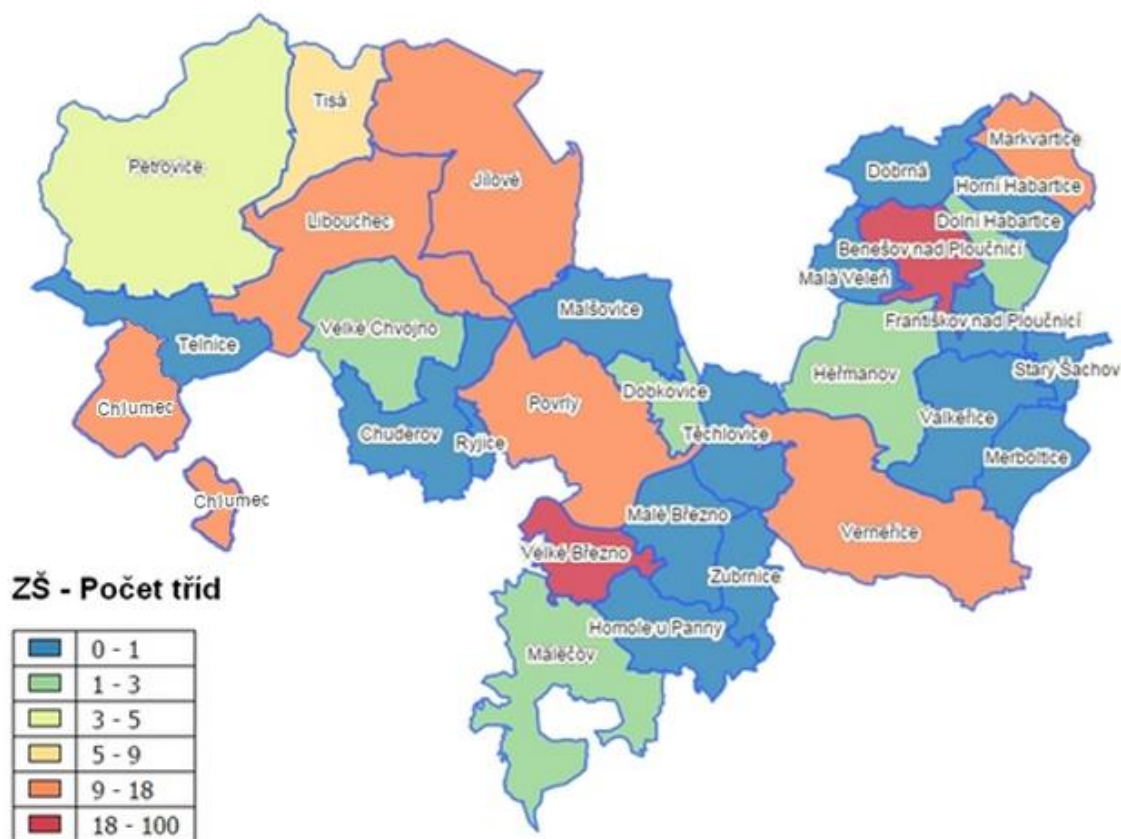 Tisá
Petrovice
Jílové
Libouchec
Markvartice
Dobrná
Horní Habartice
Dolní Habartice
Benešov nad Ploučnicí
Malá Veleň
Malšovice
Františkov nad Ploučnicí
Velké Chvojno
Telnice
Starý Šachov
Heřmanov
Dobkovice
Povrly
Chlumec
Valkeřice
Chuderov
Ryjice
Těchlovice
Merboltice
Chlumec
Malé Březno
Verneřice
Velké Březno
Zubrnice
ZŠ - Počet tříd
Homole u Panny
Malečov
0 - 1
1 - 3
3 - 5
5 - 9
9 - 18
18 - 100